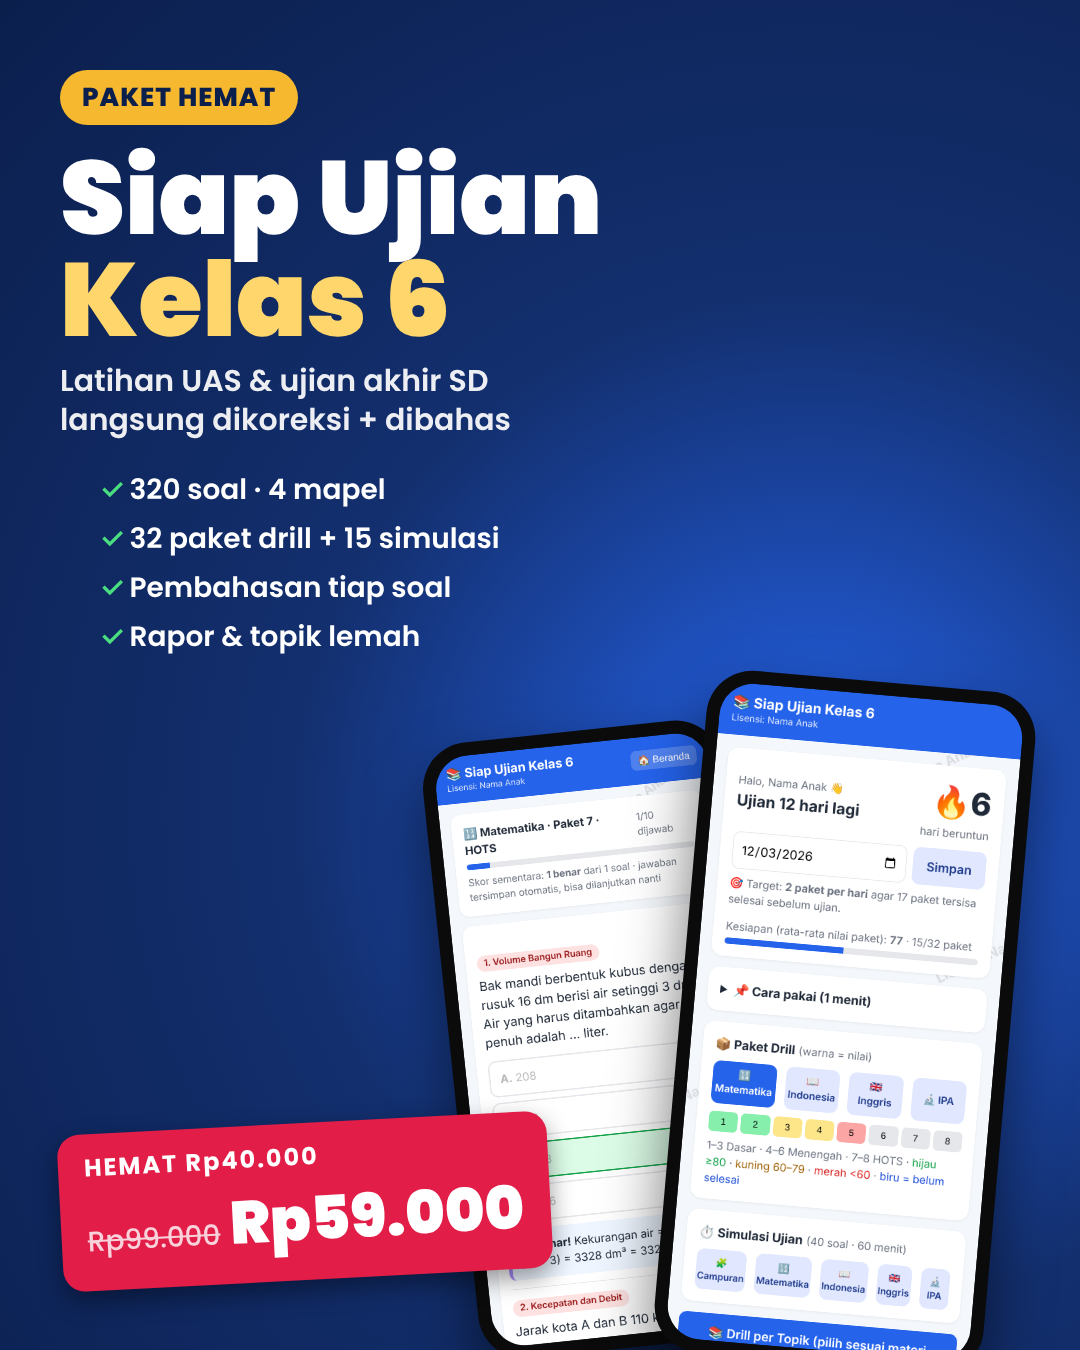 PAKET HEMAT
Siap Ujian
Kelas 6
Latihan UAS & ujian akhir SD
langsung dikoreksi + dibahas
✓ 320 soal · 4 mapel
✓ 32 paket drill + 15 simulasi
✓ Pembahasan tiap soal
✓ Rapor & topik lemah
HEMAT Rp40.000
Rp99.000 Rp59.000
📚 Siap Ujian Kelas 6
Lisensi: Nama Anak
🏠 Beranda
🔢 Matematika · Paket 7 ·
HOTS
1/10
dijawab
Skor sementara: 1 benar dari 1 soal · jawaban
tersimpan otomatis, bisa dilanjutkan nanti
1. Volume Bangun Ruang
Bak mandi berbentuk kubus
rusuk 16 dm berisi air setinggi 3
Air yang harus ditambahkan agar
penuh adalah ... liter.
A. 208
Kekurangan air =
3) = 3328 dm³ =
2. Kecepatan dan Debit
Jarak kota A dan B 110
📚 Siap Ujian Kelas 6
Lisensi: Nama Anak
Halo, Nama Anak 👋
Ujian 12 hari lagi
🔥6
hari beruntun
12/03/2026
Simpan
🎯 Target: 2 paket per hari agar 17 paket tersisa
selesai sebelum ujian.
Kesiapan (rata-rata nilai paket): 77 · 15/32 paket
▶ 📌 Cara pakai (1 menit)
📦 Paket Drill (warna = nilai)
🔢 Matematika
📖 Indonesia
🇬🇧 Inggris
🔬 IPA
1 2 3 4 5 6 7 8
1–3 Dasar · 4–6 Menengah · 7–8 HOTS · hijau
≥80 · kuning 60–79 · merah <60 · biru = belum
selesai
⏱️ Simulasi Ujian (40 soal · 60 menit)
🧩 Campuran
🔢 Matematika
📖 Indonesia
🇬🇧 Inggris
🔬 IPA
📚 Drill per Topik (pilih sesuai materi